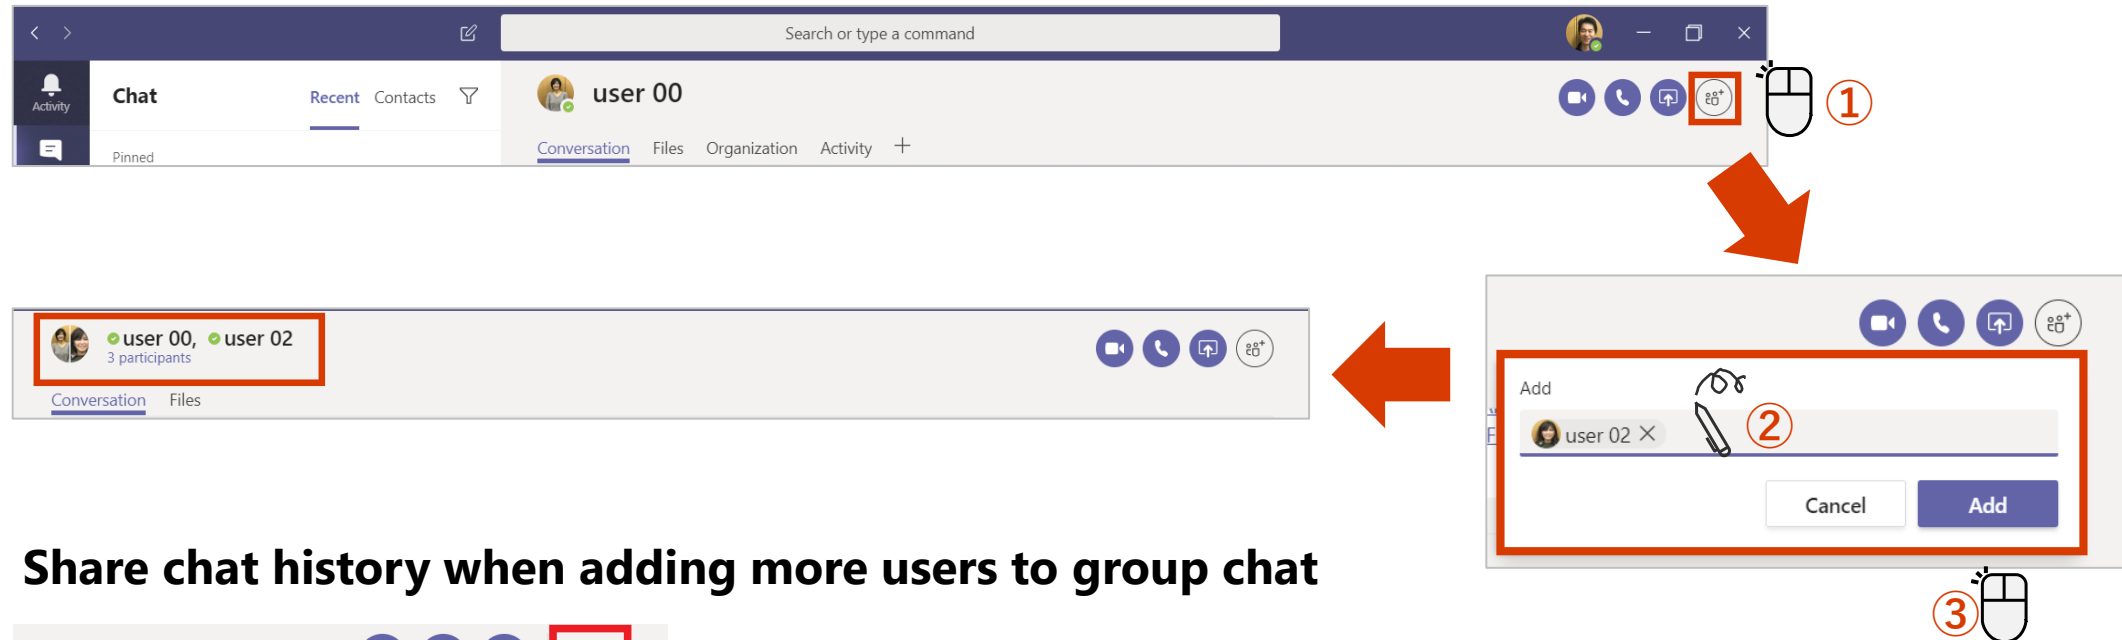 Search or type a command
Activity
Chat
Recent Contacts
user 00
①
Conversation Files Organization Activity
Pinned
user 00, user 02
3 participants
Conversation Files
Add
user 02
②
Cancel Add
③
Share chat history when adding more users to group chat